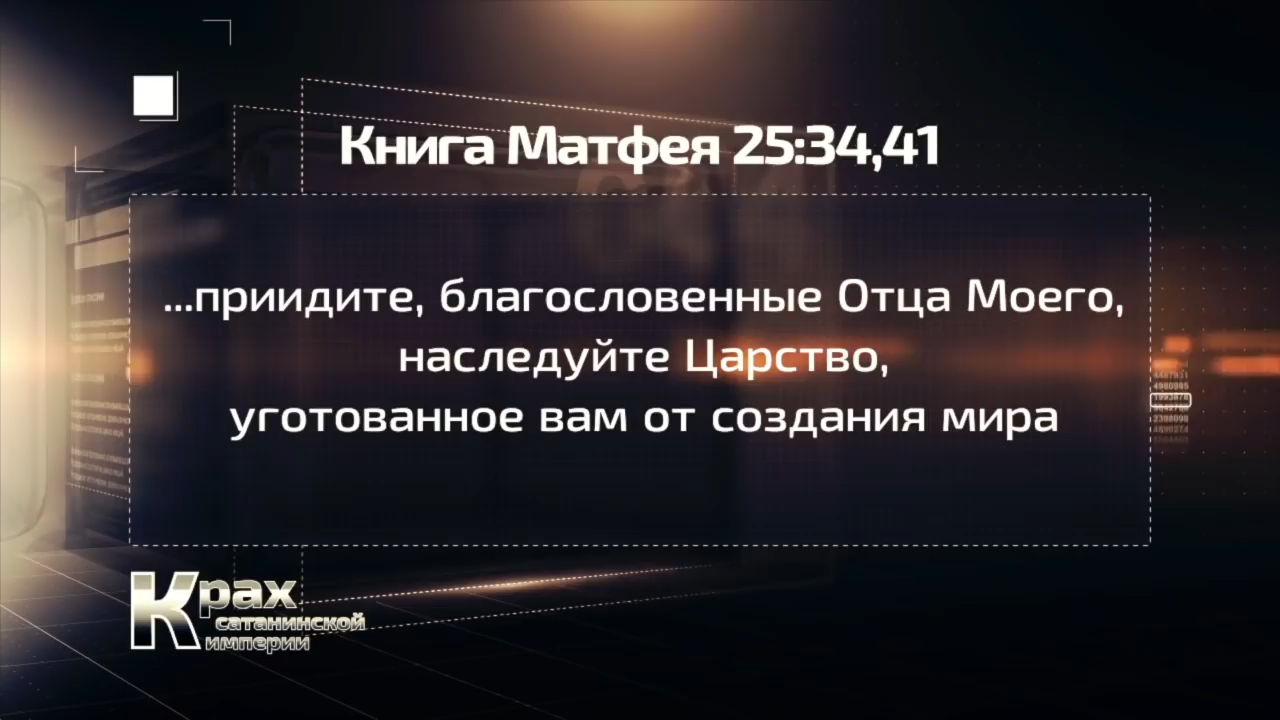 Книга Матфея 25:34,41
...приидите, благословенные Отца Моего,
наследуйте Царство,
уготованное вам от создания мира
4980985
Крах
сатанинской
империи